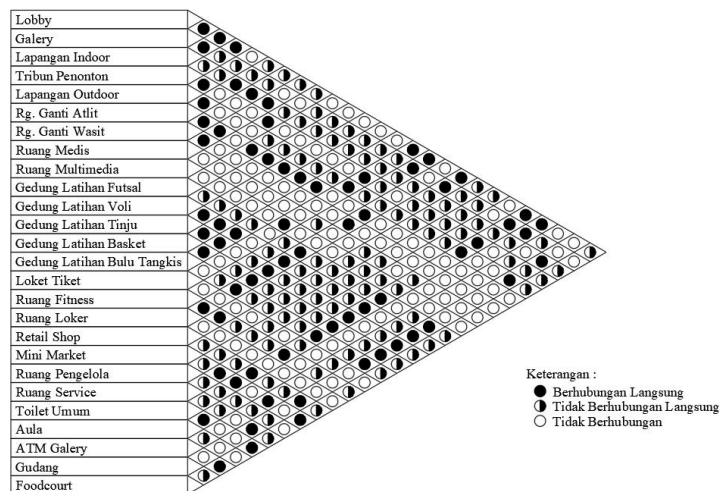 Lobby
Galery
Lapangan Indoor
Tribun Penonton
Lapangan Outdoor
Rg. Ganti Atlit
Rg. Ganti Wasit
Ruang Medis
Ruang Multimedia
Gedung Latihan Futsal
Gedung Latihan Voli
Gedung Latihan Tinju
Gedung Latihan Basket
Gedung Latihan Bulu Tangkis
Loket Tiket
Ruang Fitness
Ruang Loker
Retail Shop
Mini Market
Ruang Pengelola
Ruang Service
Toilet Umum
Aula
ATM Galery
Gudang
Foodcourt
Keterangan :
Berhubungan Langsung
Tidak Berhubungan Langsung
Tidak Berhubungan